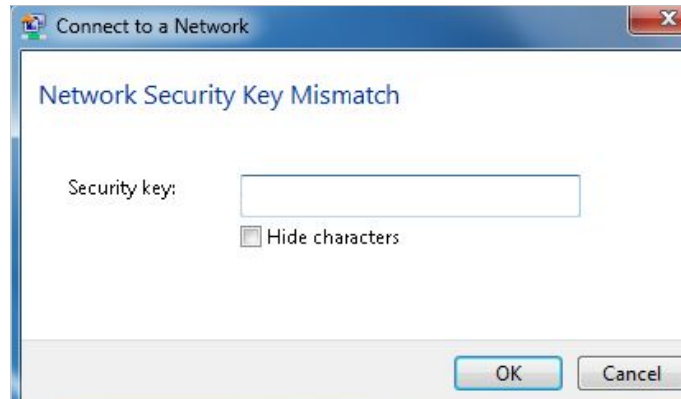 Connect to a Network
Network Security Key Mismatch
Security key:
Hide characters
OK Cancel